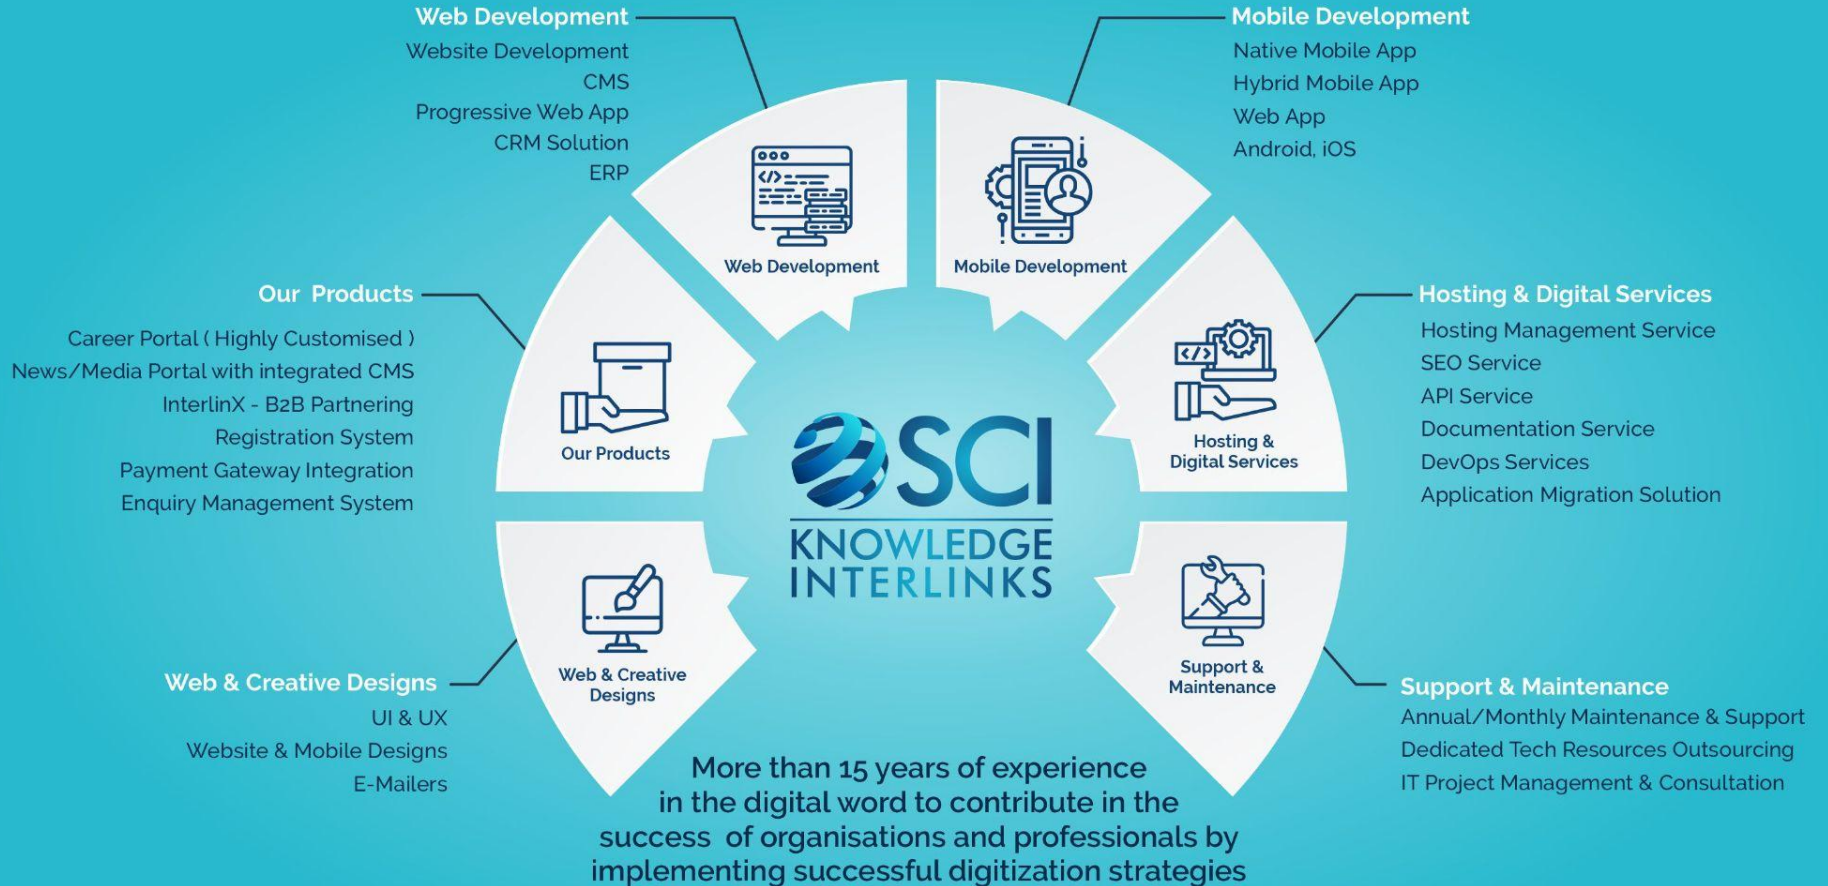 Web Development
Website Development
CMS
Progressive Web App
CRM Solution
ERP
Mobile Development
Native Mobile App
Hybrid Mobile App
Web App
Android, iOS
Web Development
Mobile Development
Our Products
Career Portal ( Highly Customised )
News/Media Portal with integrated CMS
InterlinX - B2B Partnering
Registration System
Payment Gateway Integration
Enquiry Management System
Our Products
Hosting &
Digital Services
Hosting & Digital Services
Hosting Management Service
SEO Service
API Service
Documentation Service
DevOps Services
Application Migration Solution
SCI
KNOWLEDGE
INTERLINKS
Web & Creative
Designs
Web & Creative Designs
UI & UX
Website & Mobile Designs
E-Mailers
Support &
Maintenance
Support & Maintenance
Annual/Monthly Maintenance & Support
Dedicated Tech Resources Outsourcing
IT Project Management & Consultation
More than 15 years of experience
in the digital word to contribute in the
success of organisations and professionals by
implementing successful digitization strategies